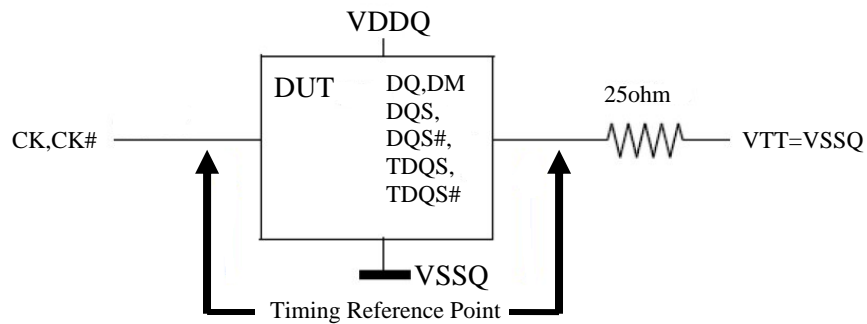 VDDQ
DUT
DQ,DM
DQS,
DQS#,
TDQS,
TDQS#
25ohm
CK,CK#
VTT=VSSQ
VSSQ
Timing Reference Point